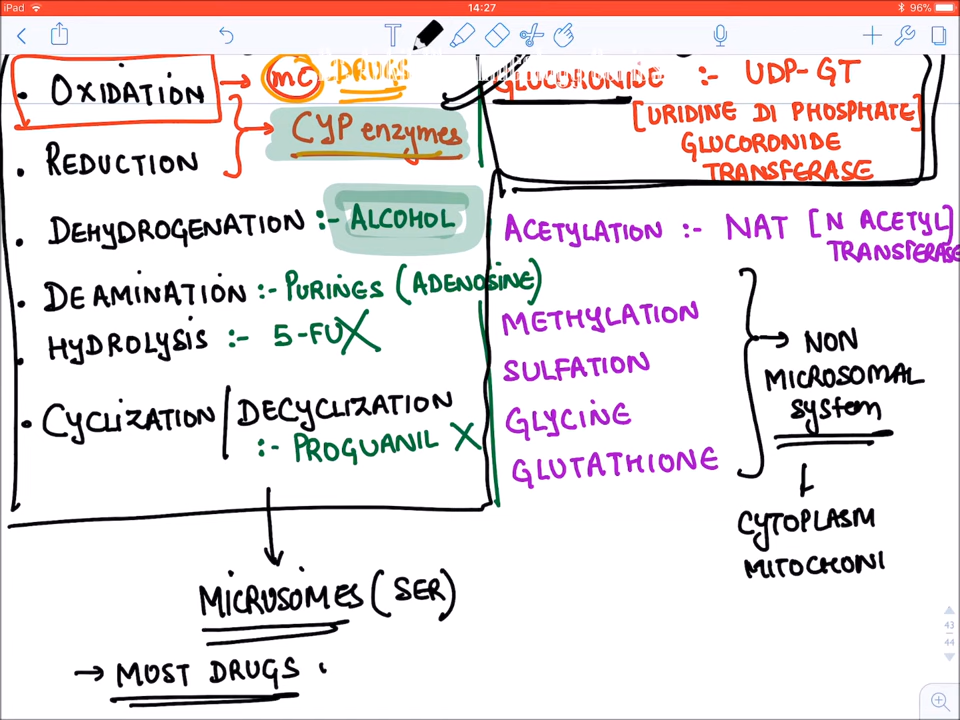 iPad
14:27
96%
T
• OXIDATION → (MC) DRUGS
CYP enzymes
• REDUCTION
• DEHYDROGENATION :- ALCOHOL
• DEAMINATION :- PURINES (ADENOSINE)
• HYDROLYSIS :- 5-FU X
• CYCLIZATION / DECYCLIZATION
:- PROGUANIL X
MICROSOMES (SER)
→ MOST DRUGS
GLUCORONIDE :- UDP-GT
[URIDINE DI PHOSPHATE]
GLUCORONIDE
TRANSFERASE
ACETYLATION :- NAT [N ACETYL]
TRANSFERASE
METHYLATION
SULFATION
GLYCINE
GLUTATHIONE
→ NON
MICROSOMAL
system
CYTOPLASM
MITOCHONI
43
44